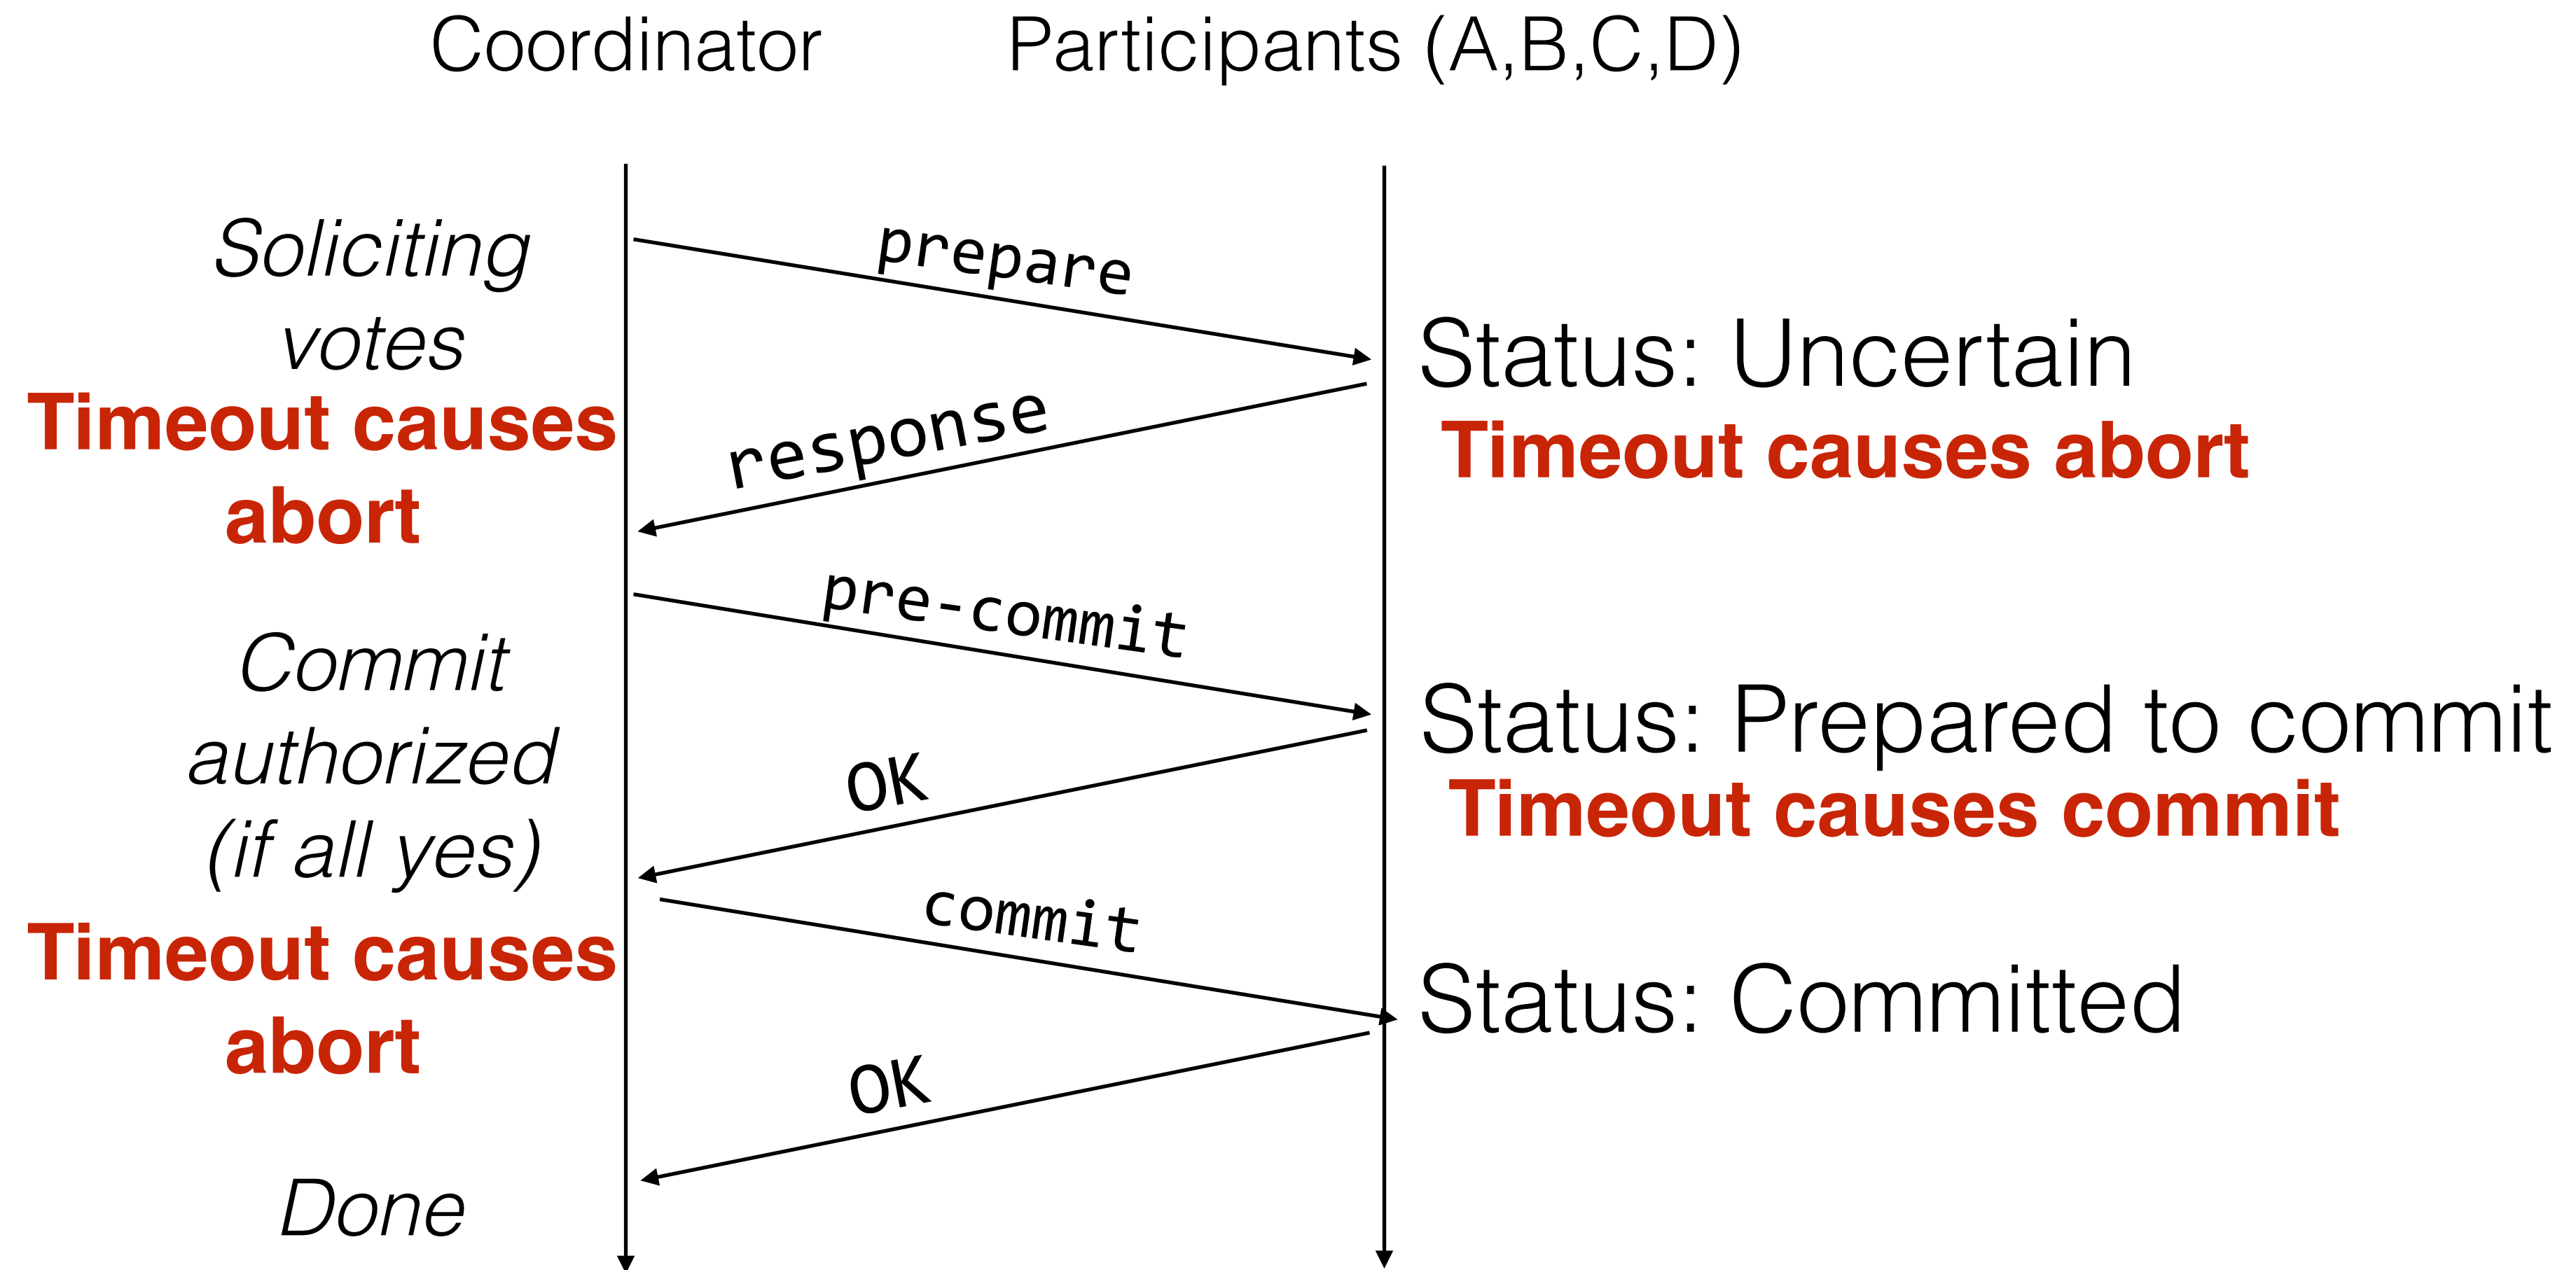 Coordinator
Participants (A,B,C,D)
Soliciting
votes
Timeout causes
abort
prepare
Status: Uncertain
Timeout causes abort
response
pre-commit
Commit
authorized
(if all yes)
Timeout causes
abort
Status: Prepared to commit
Timeout causes commit
OK
commit
Status: Committed
OK
Done